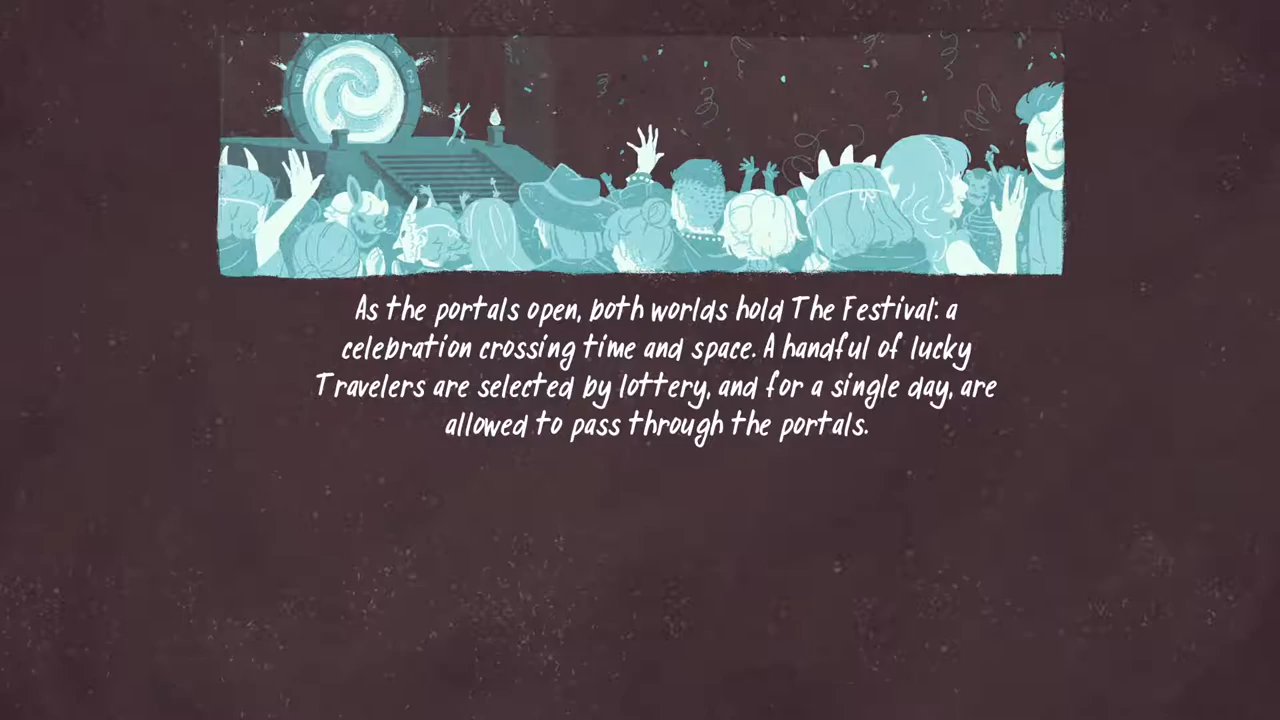 As the portals open, both worlds hold The Festival: a
celebration crossing time and space. A handful of lucky
Travelers are selected by lottery, and for a single day, are
allowed to pass through the portals.